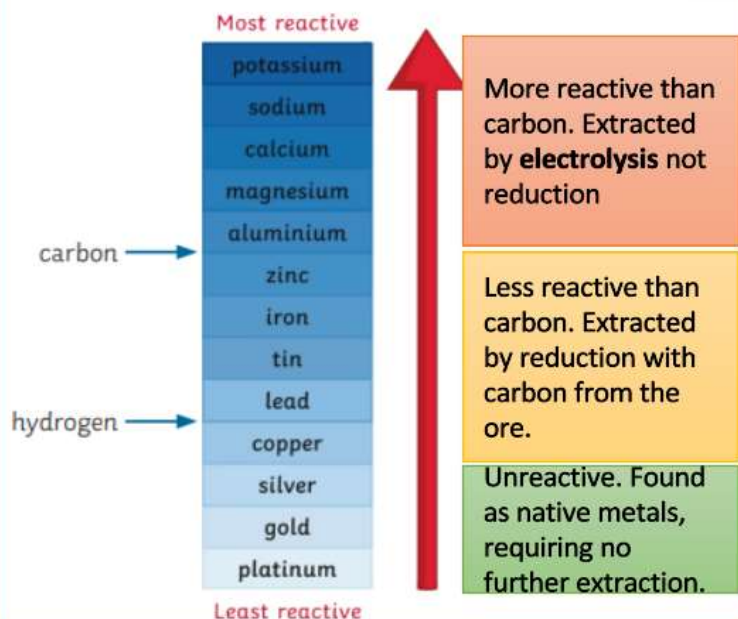 Most reactive
potassium
sodium
calcium
magnesium
aluminium
carbon
zinc
iron
tin
lead
hydrogen
copper
silver
gold
platinum
Least reactive
More reactive than
carbon. Extracted
by electrolysis not
reduction
Less reactive than
carbon. Extracted
by reduction with
carbon from the
ore.
Unreactive. Found
as native metals,
requiring no
further extraction.